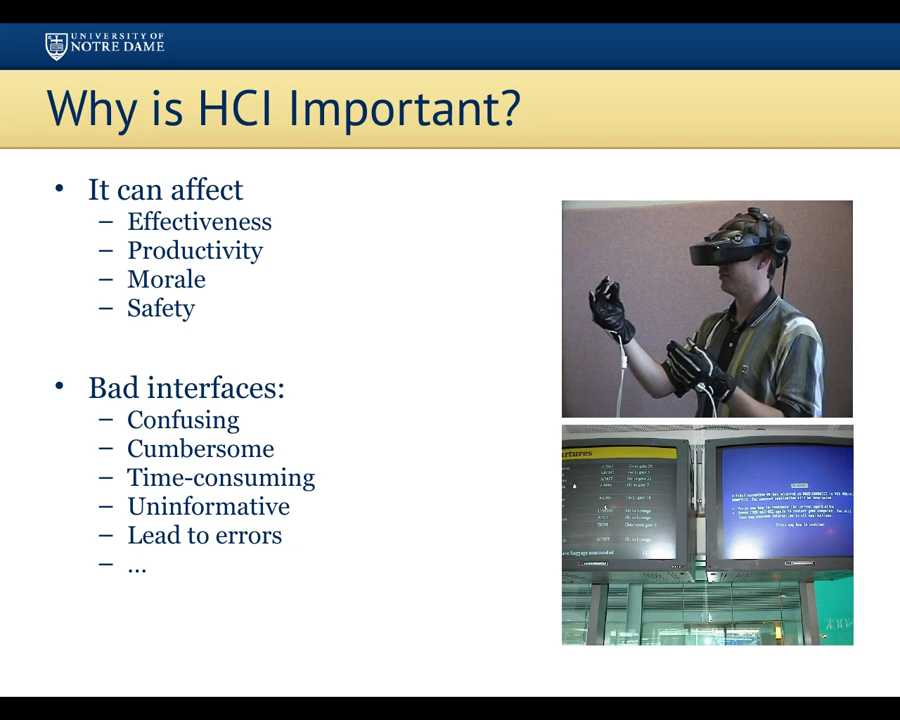 UNIVERSITY OF
NOTRE DAME
Why is HCI Important?
• It can affect
– Effectiveness
– Productivity
– Morale
– Safety
• Bad interfaces:
– Confusing
– Cumbersome
– Time-consuming
– Uninformative
– Lead to errors
– ...